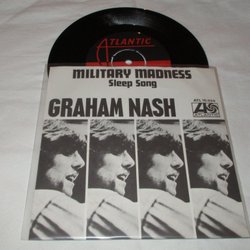 ATLANTIC
MILITARY MADNESS
Sleep Song
GRAHAM NASH